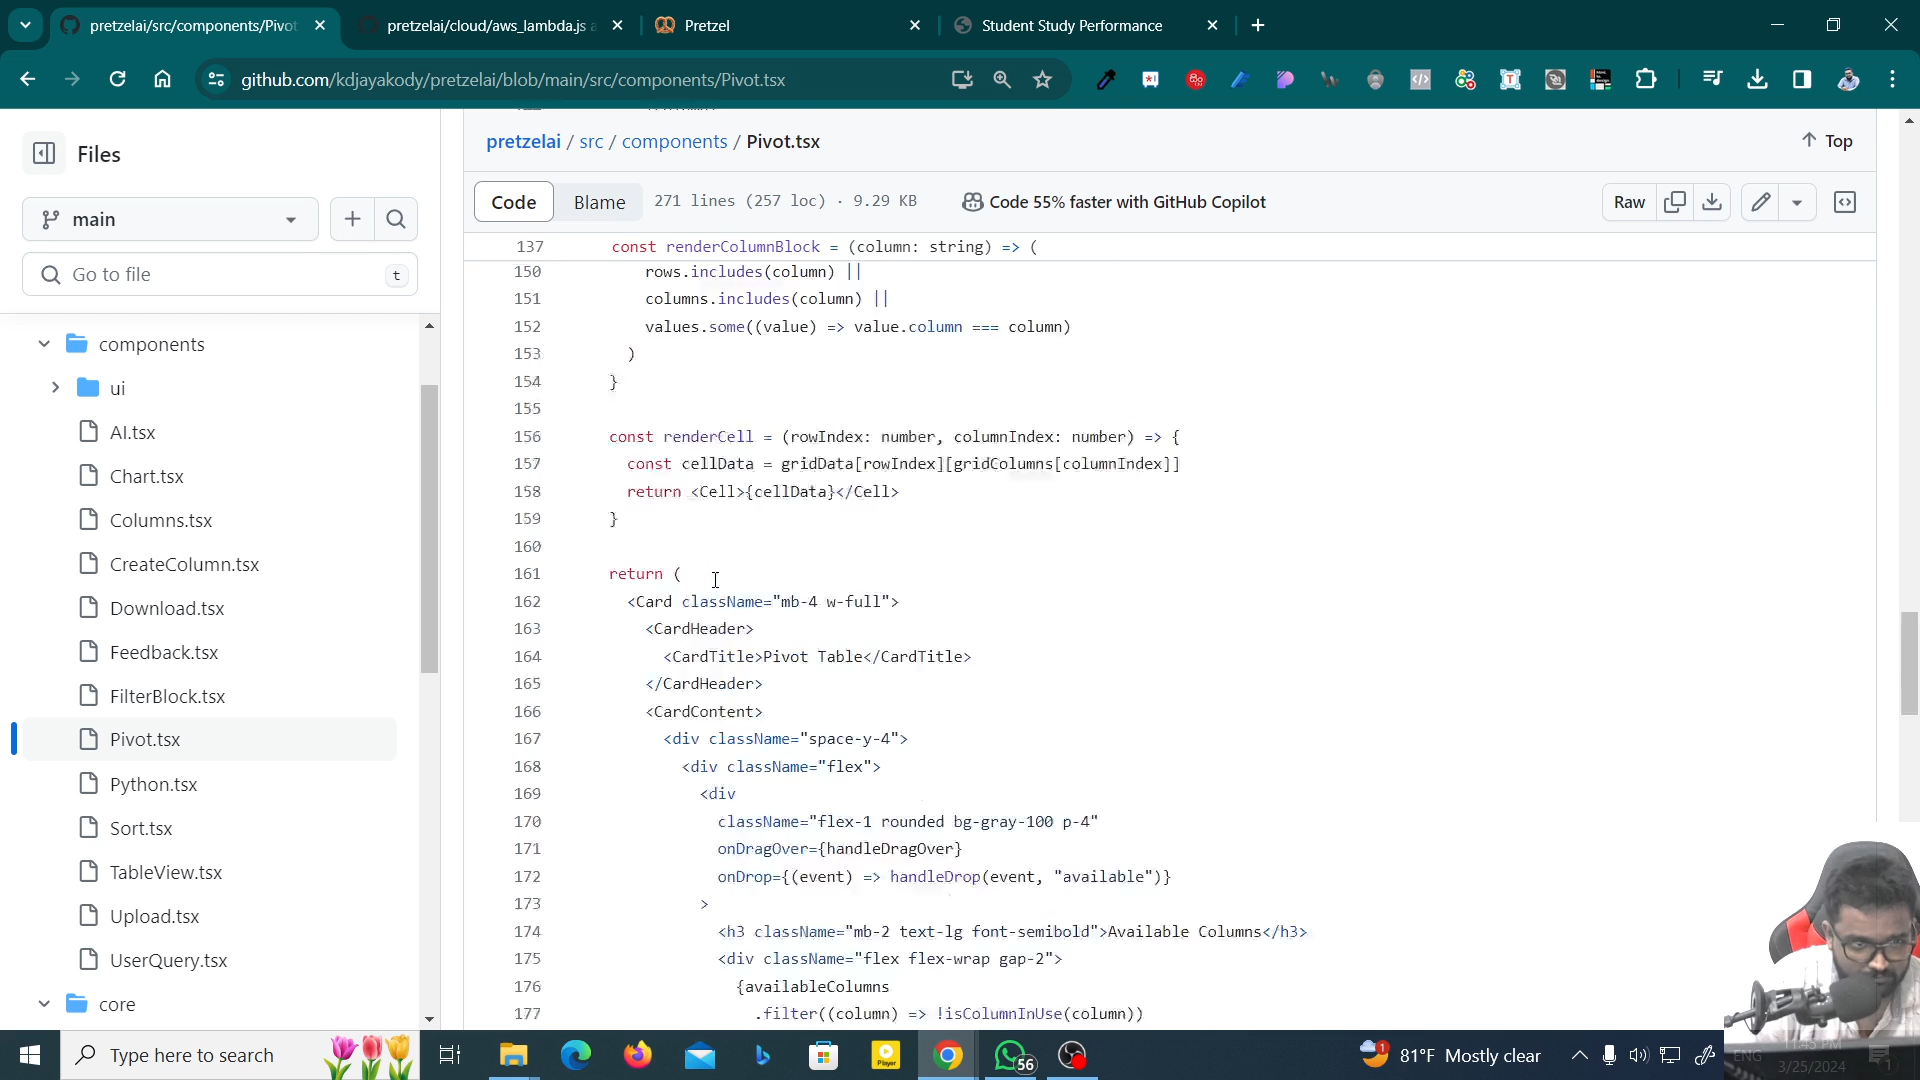 pretzelai/src/components/Pivot
pretzelai/cloud/aws_lambda.js a
Pretzel
Student Study Performance
github.com/kdjayakody/pretzelai/blob/main/src/components/Pivot.tsx
Files
main
Go to file
t
components
ui
AI.tsx
Chart.tsx
Columns.tsx
CreateColumn.tsx
Download.tsx
Feedback.tsx
FilterBlock.tsx
Pivot.tsx
Python.tsx
Sort.tsx
TableView.tsx
Upload.tsx
UserQuery.tsx
core
pretzelai / src / components / Pivot.tsx
Top
Code
Blame
271 lines (257 loc) · 9.29 KB
Code 55% faster with GitHub Copilot
Raw
137 const renderColumnBlock = (column: string) => (
150 rows.includes(column) ||
151 columns.includes(column) ||
152 values.some((value) => value.column === column)
153 )
154 }
155
156 const renderCell = (rowIndex: number, columnIndex: number) => {
157 const cellData = gridData[rowIndex][gridColumns[columnIndex]]
158 return <Cell>{cellData}</Cell>
159 }
160
161 return (
162 <Card className="mb-4 w-full">
163 <CardHeader>
164 <CardTitle>Pivot Table</CardTitle>
165 </CardHeader>
166 <CardContent>
167 <div className="space-y-4">
168 <div className="flex">
169 <div
170 className="flex-1 rounded bg-gray-100 p-4"
171 onDragOver={handleDragOver}
172 onDrop={(event) => handleDrop(event, "available")}
173 >
174 <h3 className="mb-2 text-lg font-semibold">Available Columns</h3>
175 <div className="flex flex-wrap gap-2">
176 {availableColumns
177 .filter((column) => !isColumnInUse(column))
Type here to search
Player
56
1
81°F Mostly clear
ENG
11:45 PM
3/25/2024
1